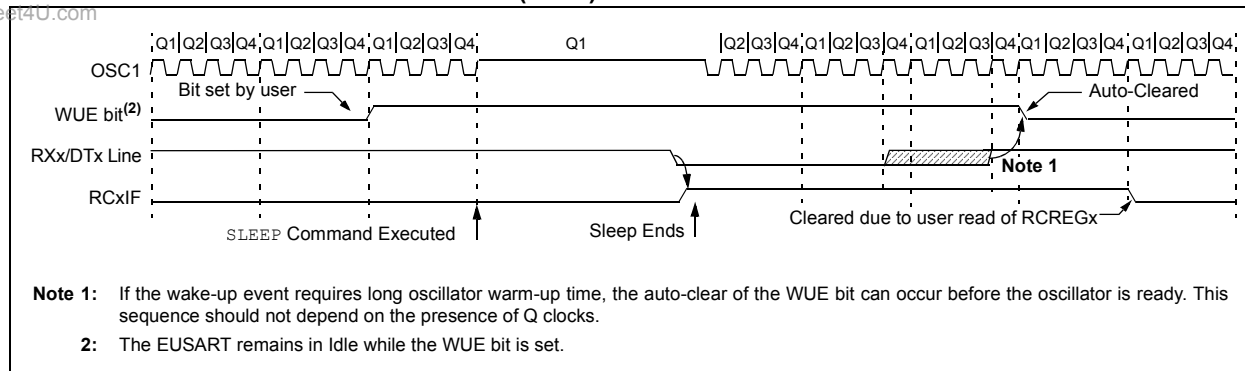 eet4U.com
Q1 Q2 Q3 Q4 Q1 Q2 Q3 Q4 Q1 Q2 Q3 Q4 Q1 Q2 Q3 Q4 Q1 Q2 Q3 Q4 Q1 Q2 Q3 Q4 Q1 Q2 Q3 Q4 Q1 Q2 Q3 Q4
OSC1
Bit set by user
Auto-Cleared
WUE bit(2)
RXx/DTx Line
Note 1
RCxIF
Cleared due to user read of RCREGx
SLEEP Command Executed
Sleep Ends
Note 1: If the wake-up event requires long oscillator warm-up time, the auto-clear of the WUE bit can occur before the oscillator is ready. This
sequence should not depend on the presence of Q clocks.
2: The EUSART remains in Idle while the WUE bit is set.